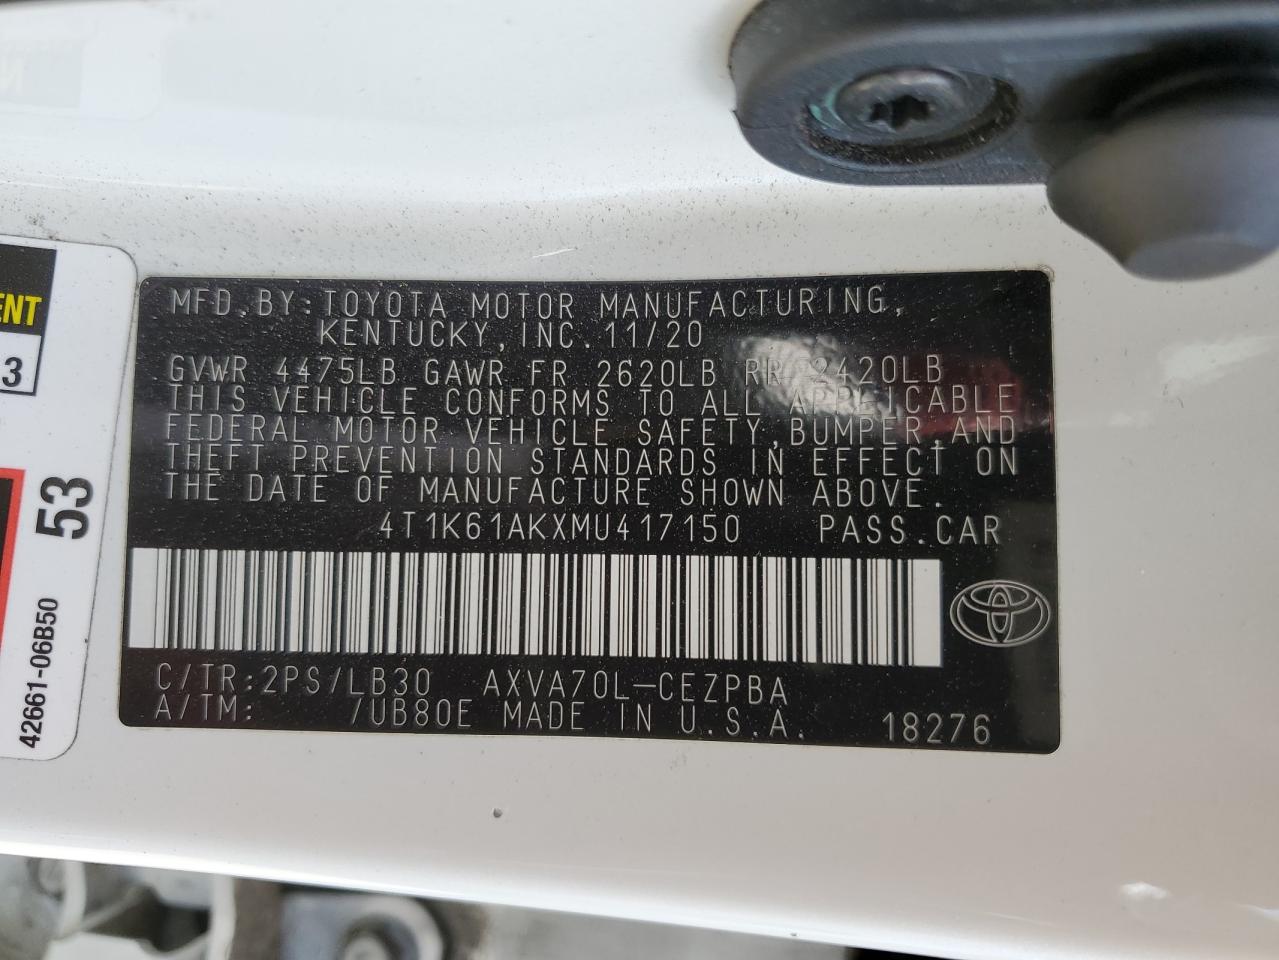 MFD.BY:TOYOTA MOTOR MANUFACTURING,
KENTUCKY,INC.11/20
GVWR 4475LB GAWR FR 2620LB RR 2420LB
THIS VEHICLE CONFORMS TO ALL APPLICABLE
FEDERAL MOTOR VEHICLE SAFETY,BUMPER,AND
THEFT PREVENTION STANDARDS IN EFFECT ON
THE DATE OF MANUFACTURE SHOWN ABOVE.
4T1K61AKXMU417150 PASS.CAR
C/TR:2PS/LB30 AXVA70L-CEZPBA
A/TM: /UB80E MADE IN U.S.A. 18276
3
53
42661-06B50